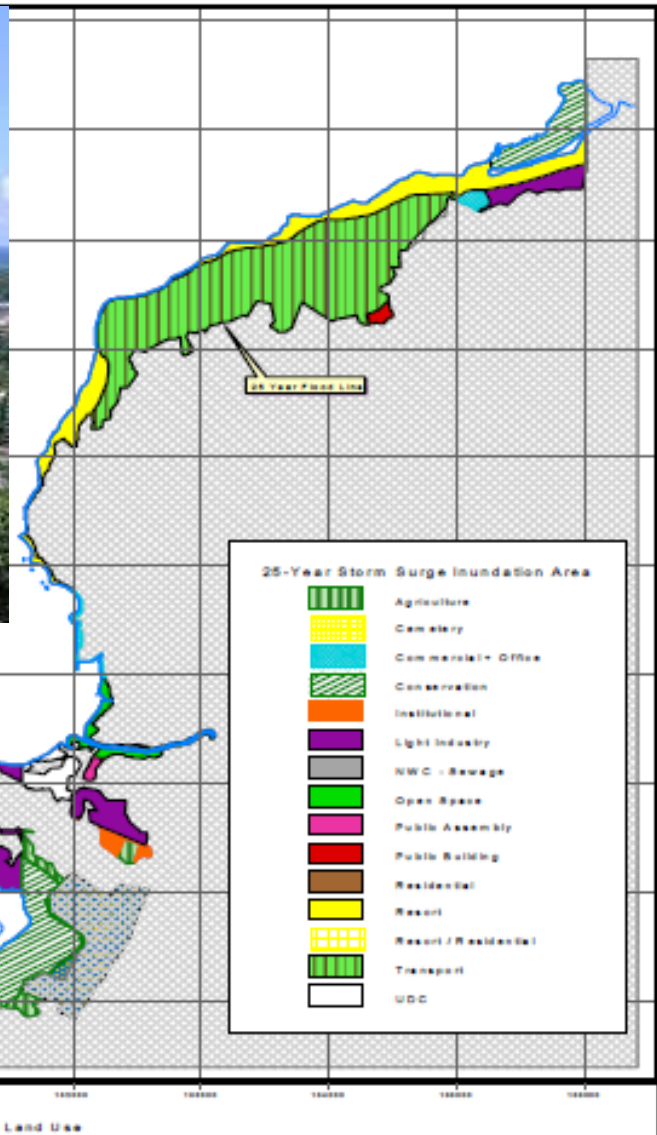 25 Year Flood Line
25-Year Storm Surge Inundation Area
Agriculture
Cemetery
Commercial + Office
Conservation
Institutional
Light Industry
NWC - Sewage
Open Space
Public Assembly
Public Building
Residential
Resort
Resort / Residential
Transport
UDC
Land Use